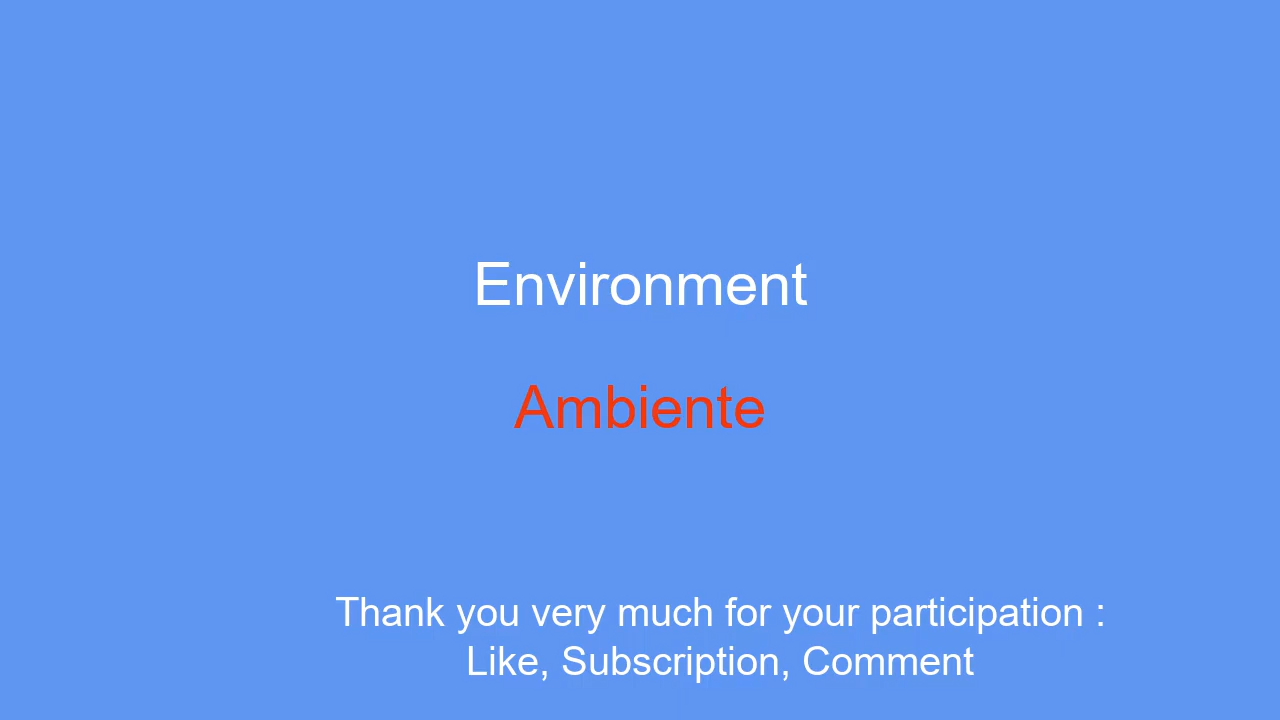 Environment
Ambiente
Thank you very much for your participation :
Like, Subscription, Comment